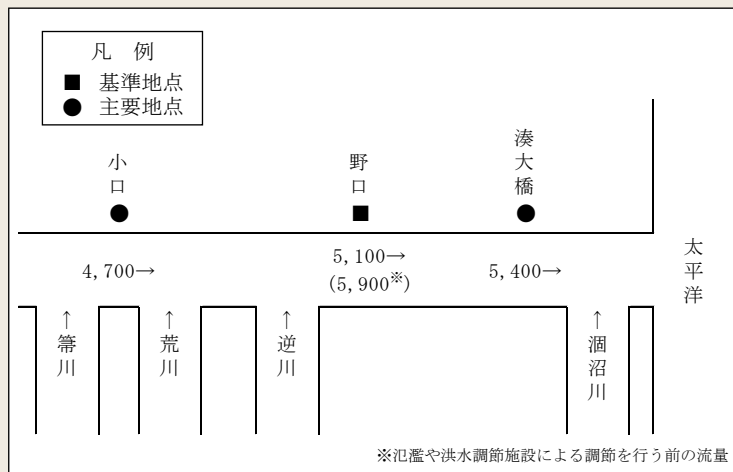 凡 例
■ 基準地点
● 主要地点
小口
野口
湊大橋
4,700→
5,100→
(5,900※)
5,400→
太平洋
↑箒川
↑荒川
↑逆川
↑涸沼川
※氾濫や洪水調節施設による調節を行う前の流量